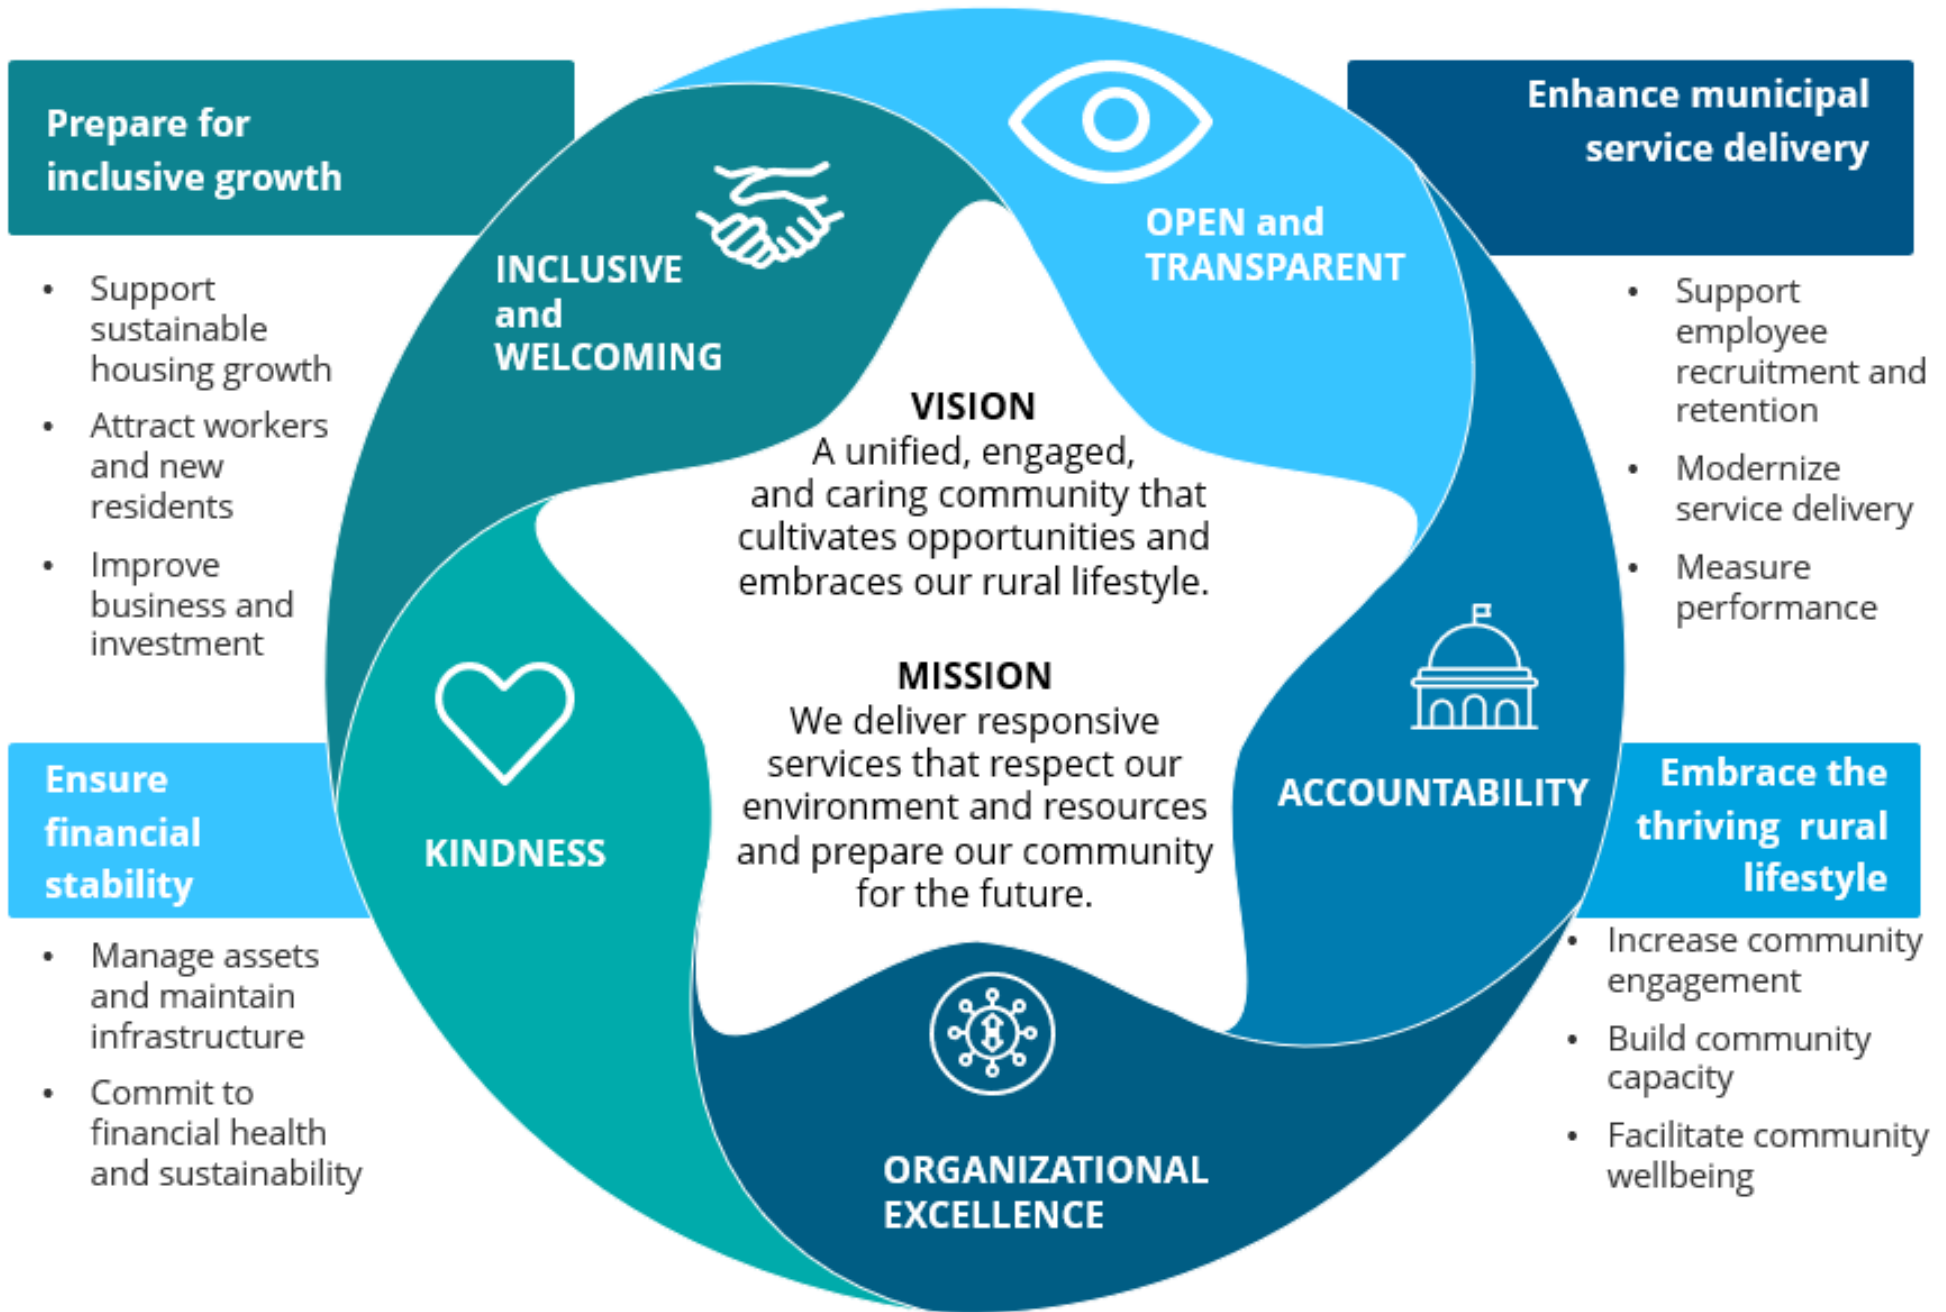 Prepare for
inclusive growth
• Support
sustainable
housing growth
• Attract workers
and new
residents
• Improve
business and
investment
Ensure
financial
stability
• Manage assets
and maintain
infrastructure
• Commit to
financial health
and sustainability
INCLUSIVE
and
WELCOMING
OPEN and
TRANSPARENT
KINDNESS
ACCOUNTABILITY
ORGANIZATIONAL
EXCELLENCE
VISION
A unified, engaged,
and caring community that
cultivates opportunities and
embraces our rural lifestyle.
MISSION
We deliver responsive
services that respect our
environment and resources
and prepare our community
for the future.
Enhance municipal
service delivery
• Support
employee
recruitment and
retention
• Modernize
service delivery
• Measure
performance
Embrace the
thriving  rural
lifestyle
• Increase community
engagement
• Build community
capacity
• Facilitate community
wellbeing